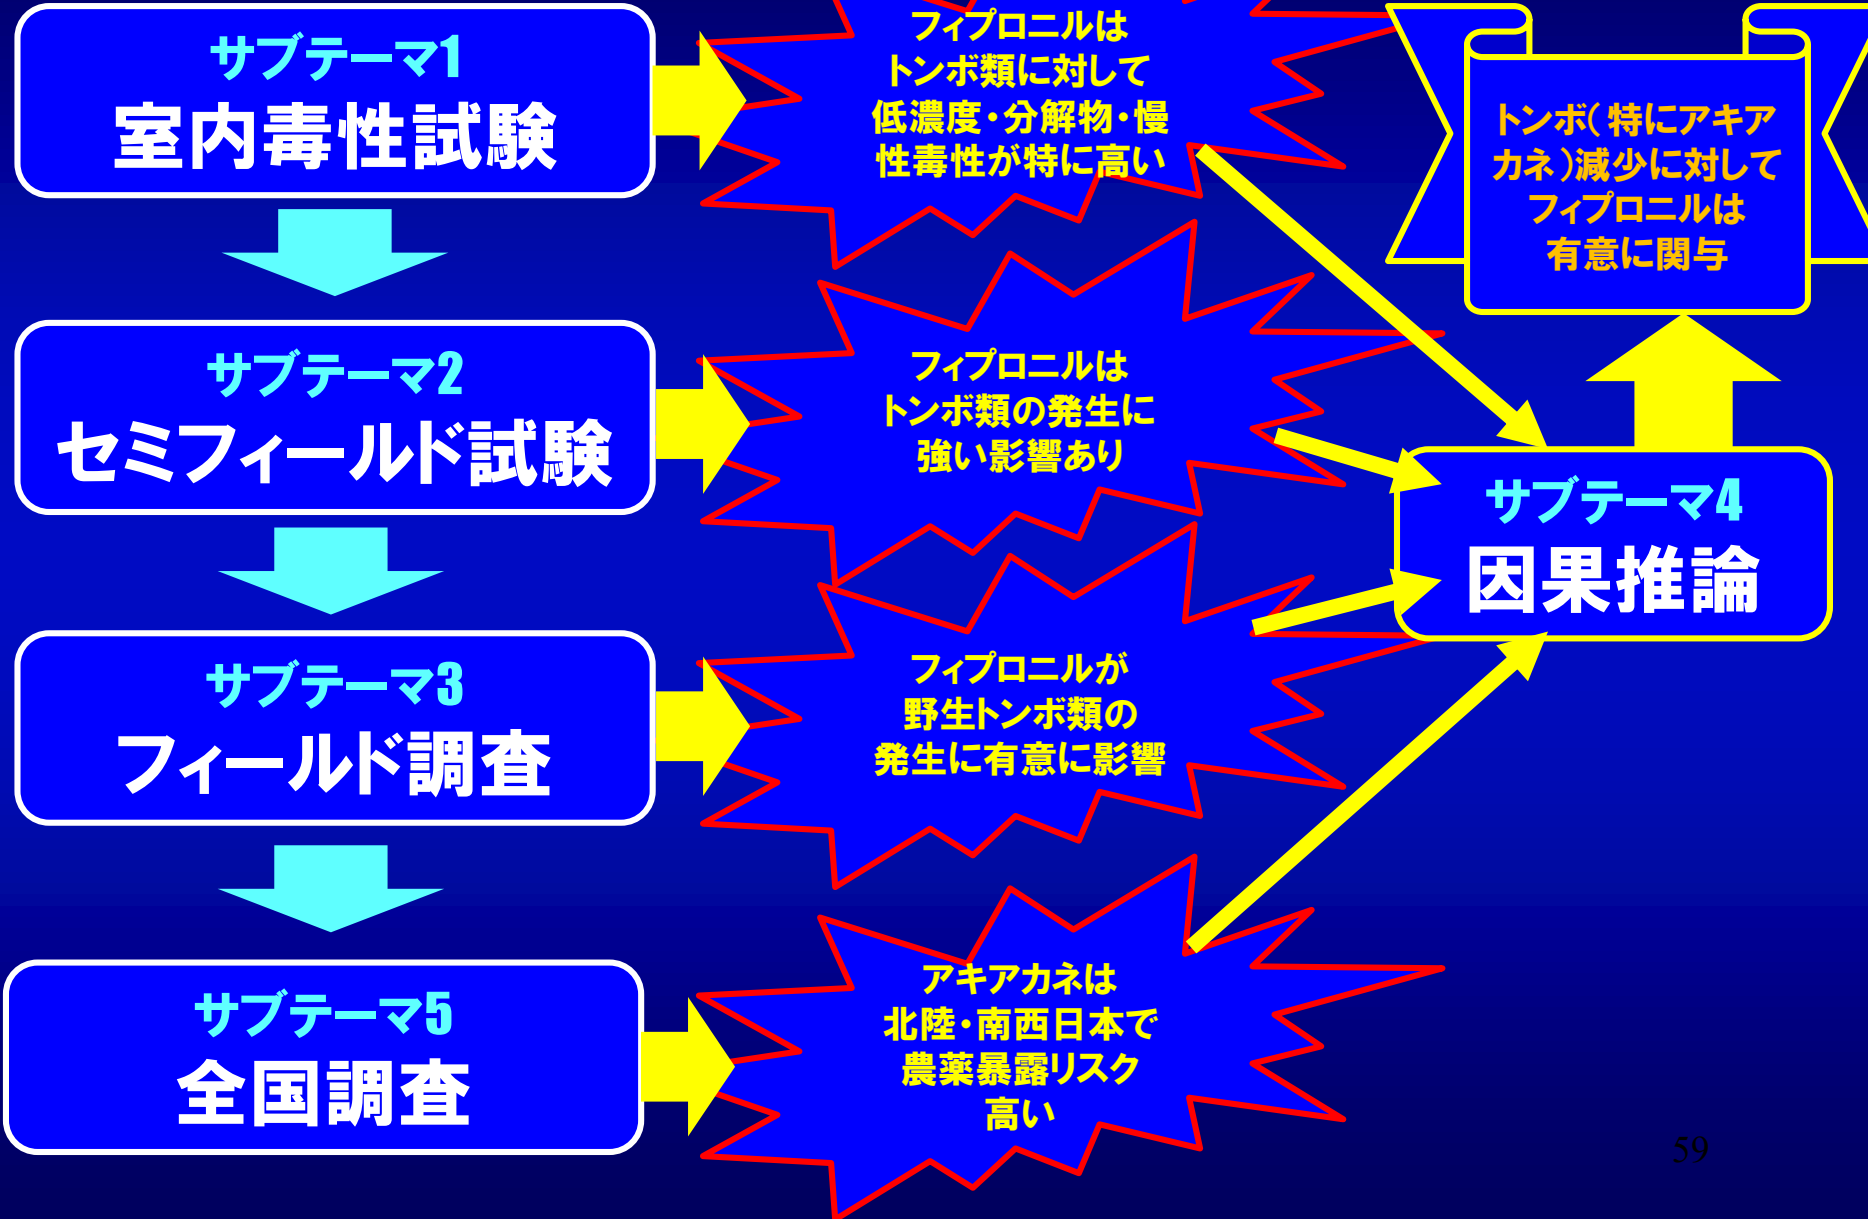 サブテーマ1
室内毒性試験
フィプロニルは
トンボ類に対して
低濃度・分解物・慢
性毒性が特に高い
トンボ(特にアキア
カネ)減少に対して
フィプロニルは
有意に関与
サブテーマ2
セミフィールド試験
フィプロニルは
トンボ類の発生に
強い影響あり
サブテーマ4
因果推論
サブテーマ3
フィールド調査
フィプロニルが
野生トンボ類の
発生に有意に影響
サブテーマ5
全国調査
アキアカネは
北陸・南西日本で
農薬暴露リスク
高い
59